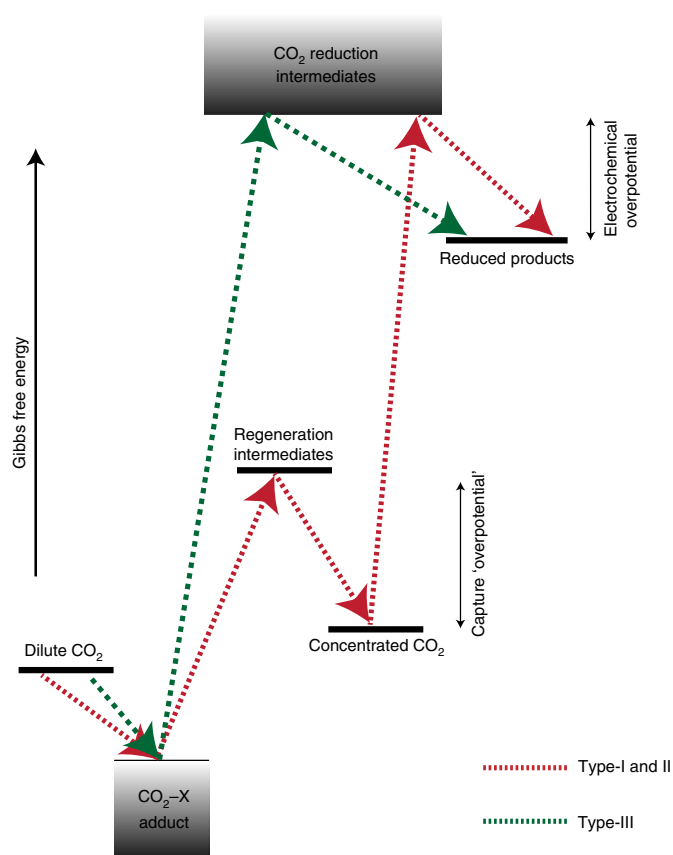 CO₂ reduction
intermediates
Electrochemical
overpotential
Reduced products
Gibbs free energy
Regeneration
intermediates
Capture ‘overpotential’
Dilute CO₂
Concentrated CO₂
CO₂–X
adduct
Type-I and II
Type-III